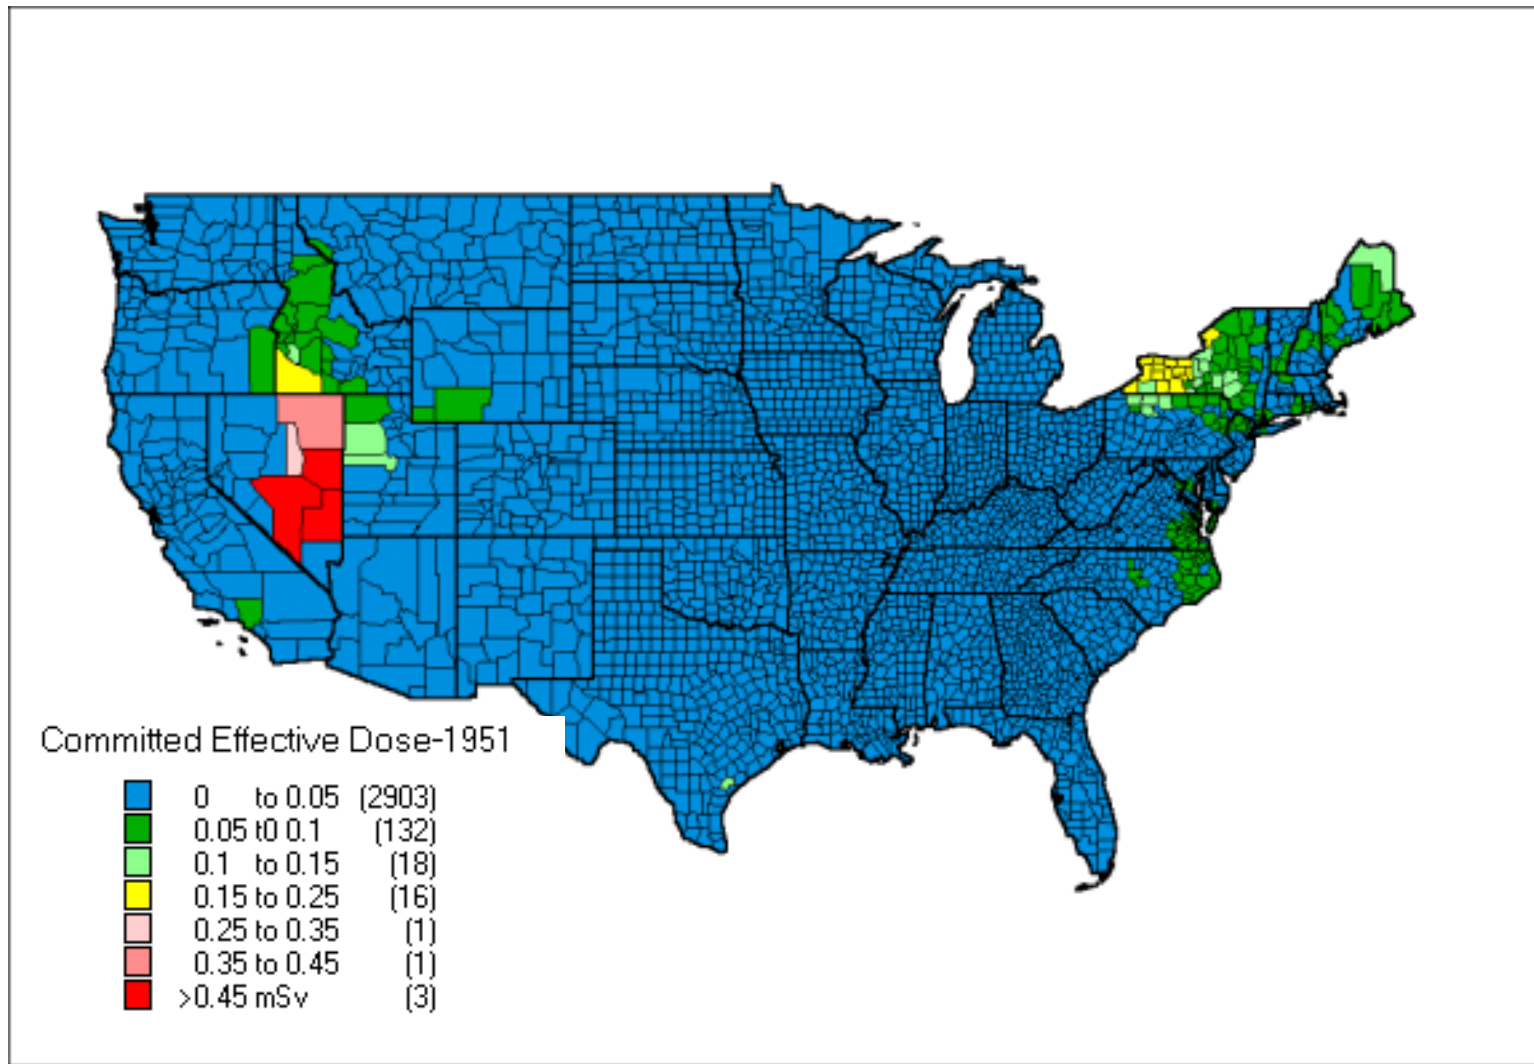 Committed Effective Dose-1951
0 to 0.05 (2903)
0.05 t0 0.1 (132)
0.1 to 0.15 (18)
0.15 to 0.25 (16)
0.25 to 0.35 (1)
0.35 to 0.45 (1)
>0.45 mSv (3)